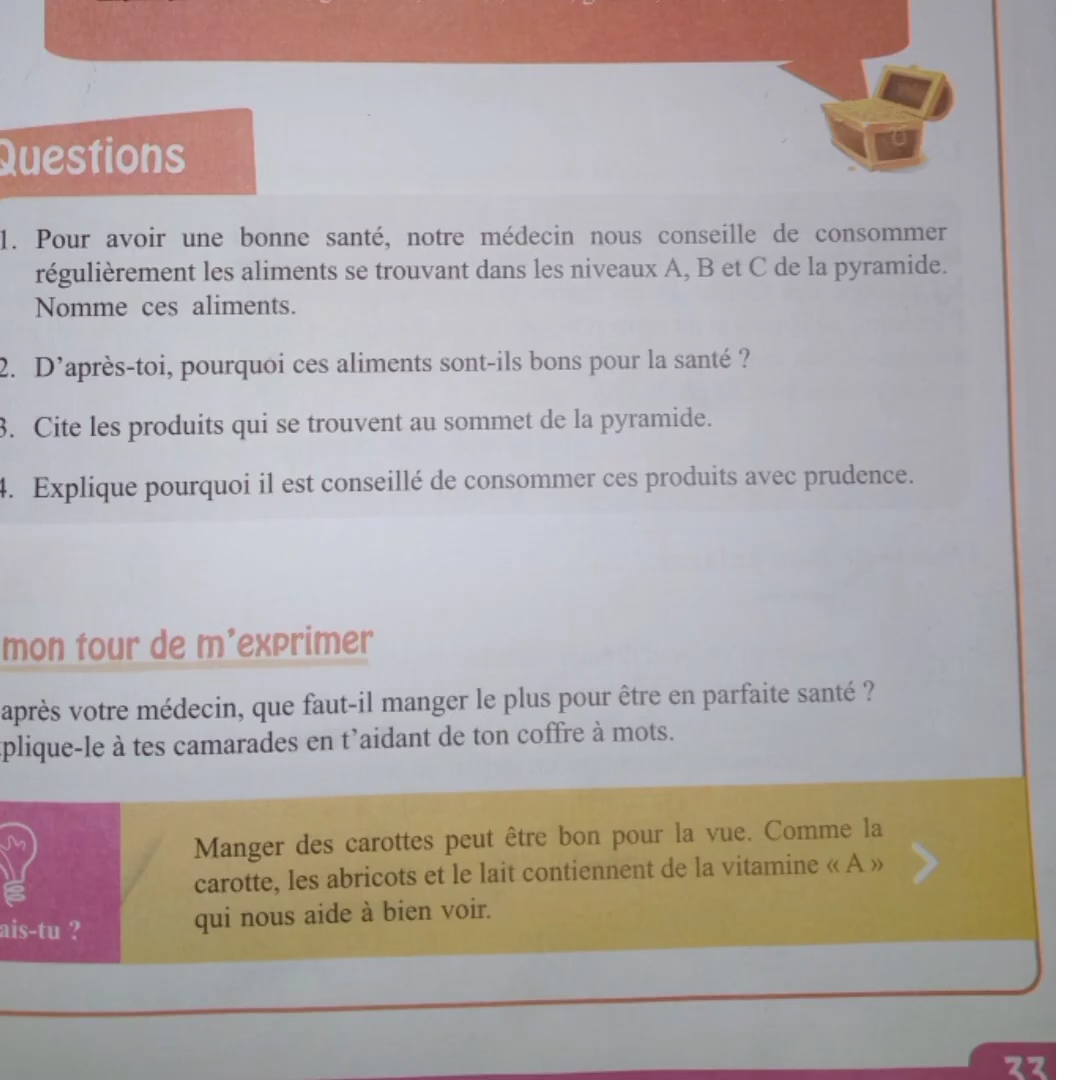 Questions
1. Pour avoir une bonne santé, notre médecin nous conseille de consommer
régulièrement les aliments se trouvant dans les niveaux A, B et C de la pyramide.
Nomme ces aliments.
2. D’après-toi, pourquoi ces aliments sont-ils bons pour la santé ?
3. Cite les produits qui se trouvent au sommet de la pyramide.
4. Explique pourquoi il est conseillé de consommer ces produits avec prudence.
mon tour de m’exprimer
après votre médecin, que faut-il manger le plus pour être en parfaite santé ?
plique-le à tes camarades en t’aidant de ton coffre à mots.
Manger des carottes peut être bon pour la vue. Comme la
carotte, les abricots et le lait contiennent de la vitamine « A »
qui nous aide à bien voir.
ais-tu ?
33